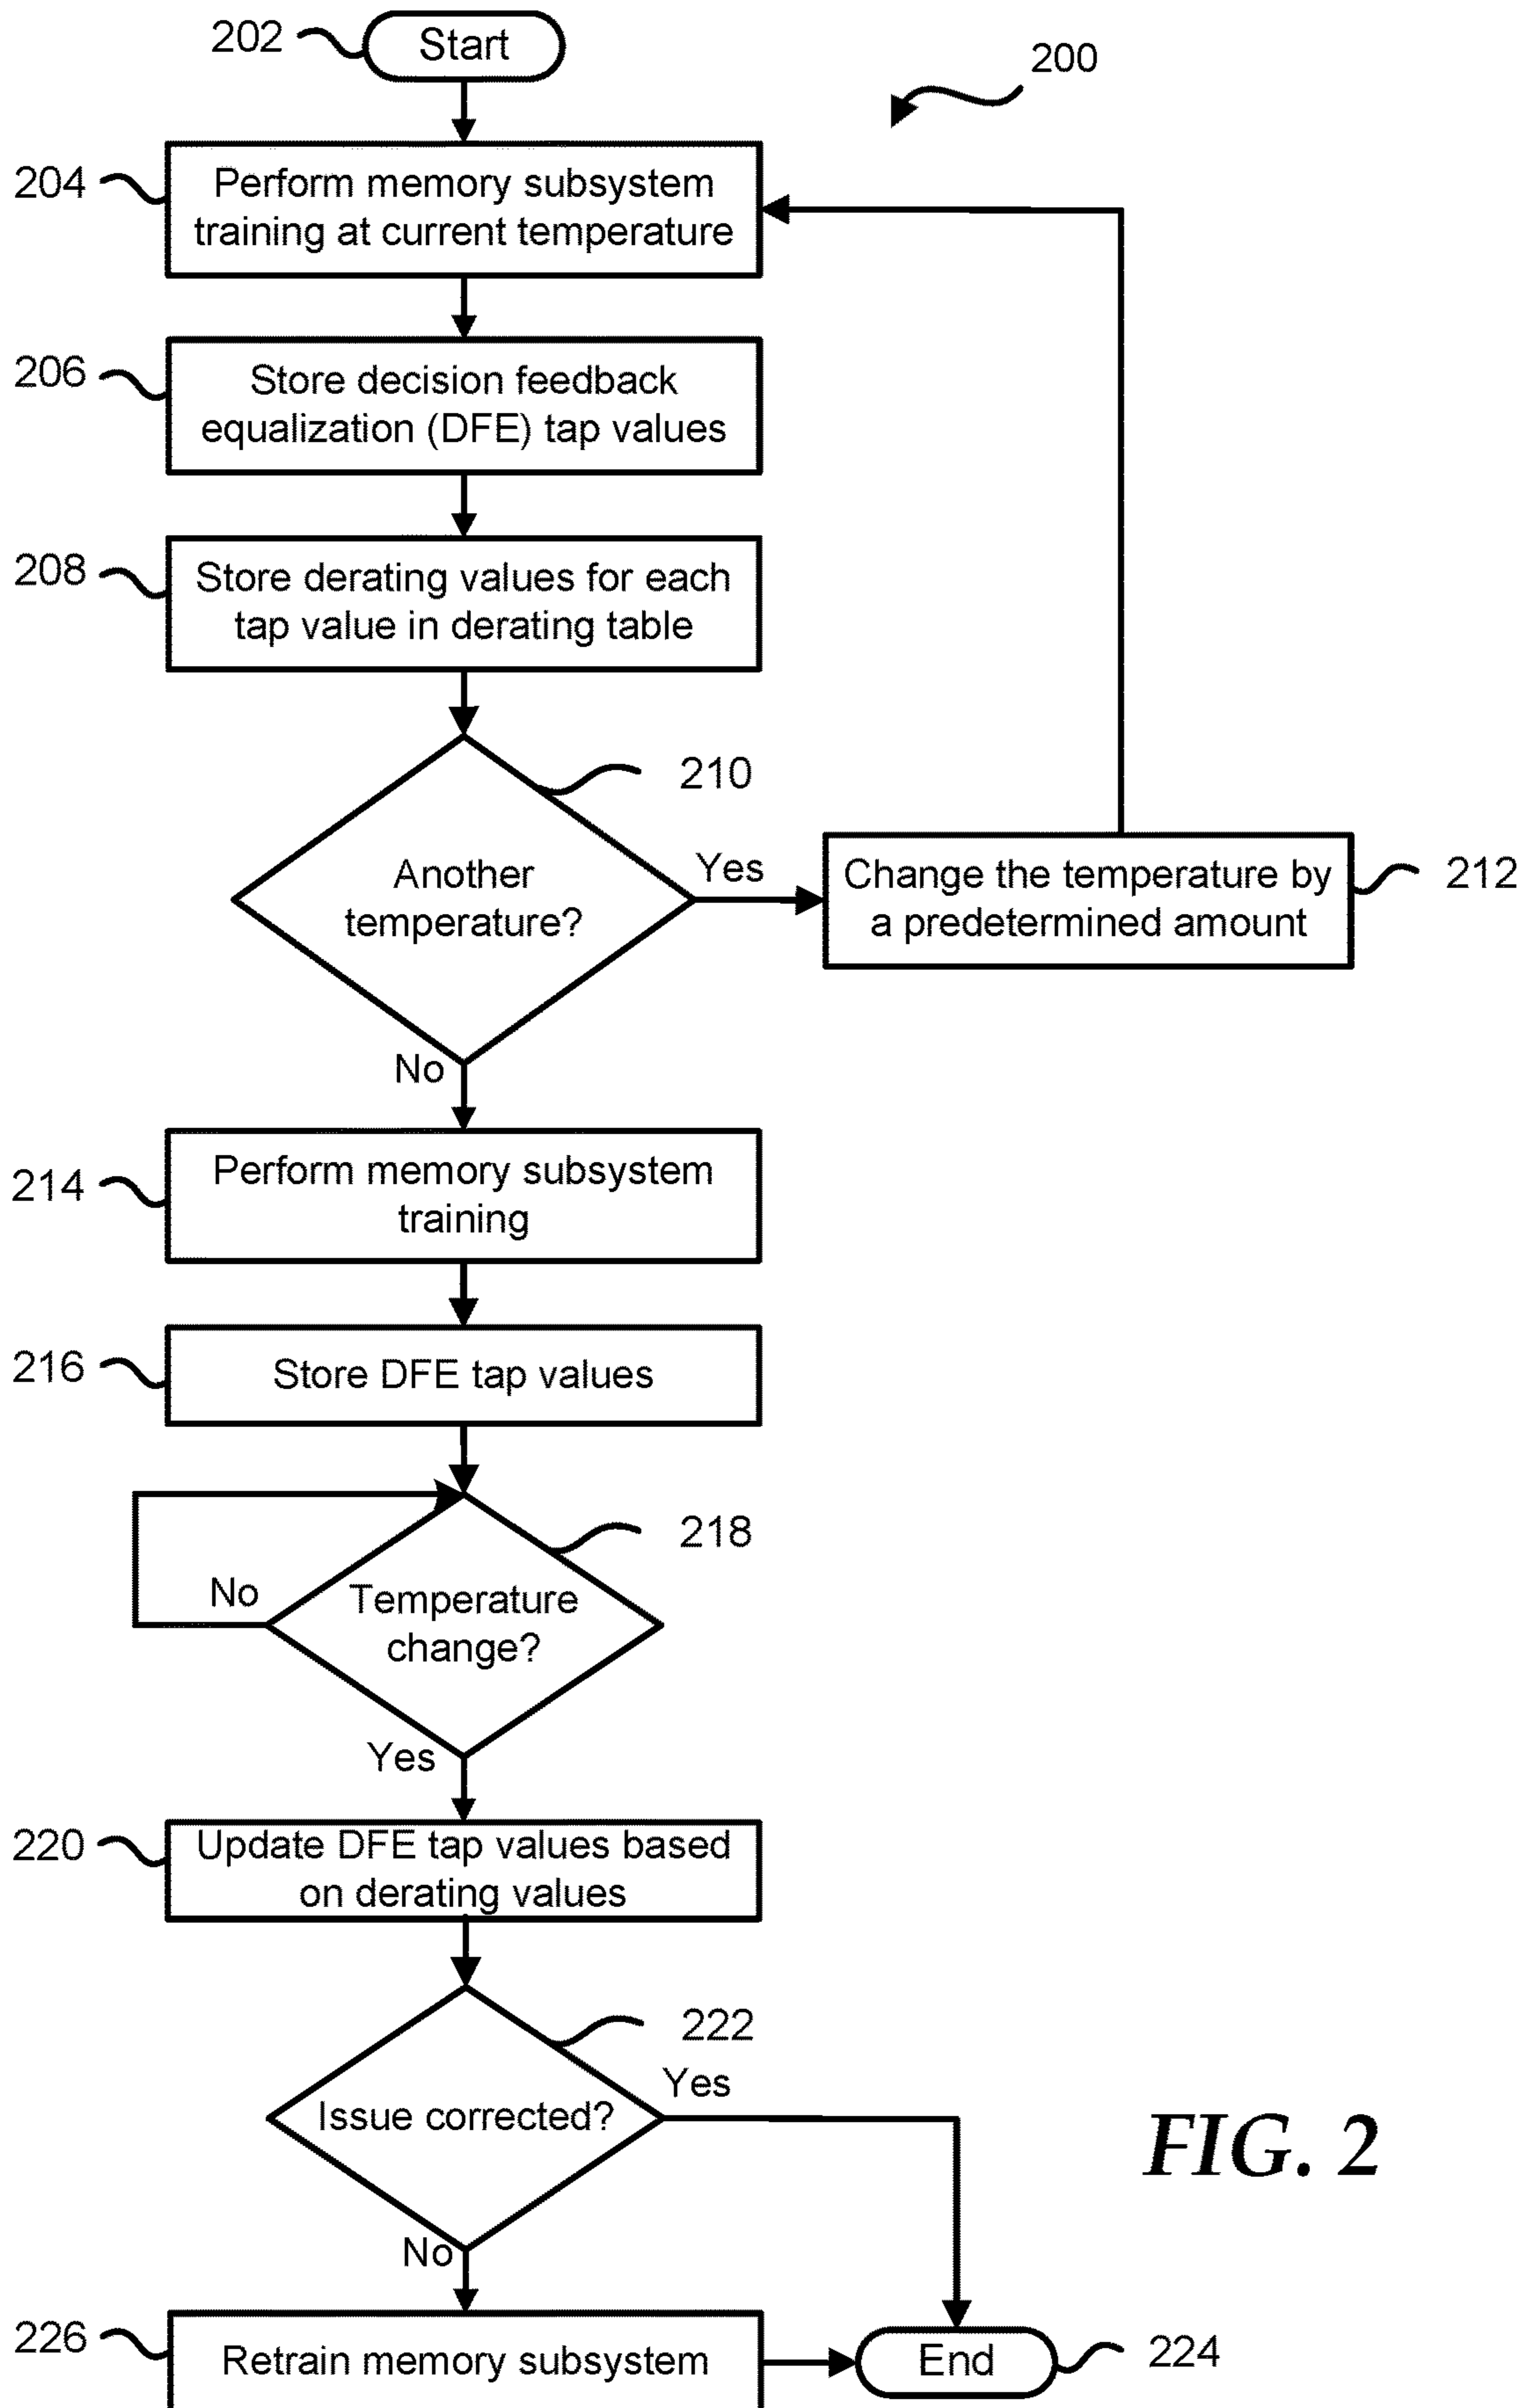 202
Start
200
204
Perform memory subsystem
training at current temperature
206
Store decision feedback
equalization (DFE) tap values
208
Store derating values for each
tap value in derating table
210
Another
temperature?
Yes
Change the temperature by
a predetermined amount
212
No
214
Perform memory subsystem
training
216
Store DFE tap values
218
No
Temperature
change?
Yes
220
Update DFE tap values based
on derating values
222
Issue corrected?
Yes
No
FIG. 2
226
Retrain memory subsystem
End
224